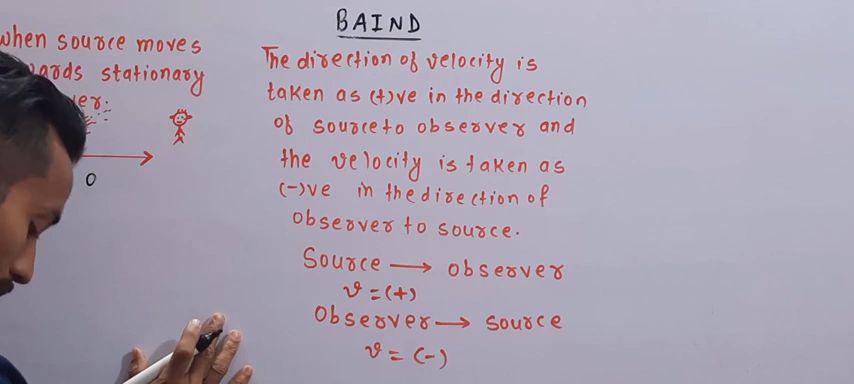 BAIND
when source moves
wards stationary
ver.
O
The direction of velocity is
taken as (+)ve in the direction
of source to observer and
the velocity is taken as
(-)ve in the direction of
observer to source.
Source ⟶ observer
v = (+)
Observer ⟶ source
v = (-)